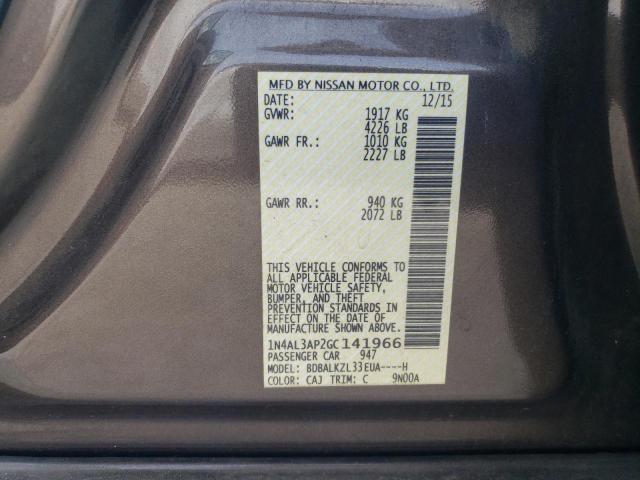 MFD BY NISSAN MOTOR CO., LTD.
DATE: 12/15
GVWR: 1917 KG
4226 LB
GAWR FR.: 1010 KG
2227 LB
GAWR RR.: 940 KG
2072 LB
THIS VEHICLE CONFORMS TO
ALL APPLICABLE FEDERAL
MOTOR VEHICLE SAFETY,
BUMPER, AND THEFT
PREVENTION STANDARDS IN
EFFECT ON THE DATE OF
MANUFACTURE SHOWN ABOVE.
1N4AL3AP2GC141966
PASSENGER CAR 947
MODEL: BDBALKZL33EUA----H
COLOR: CAJ TRIM: C 9N00A